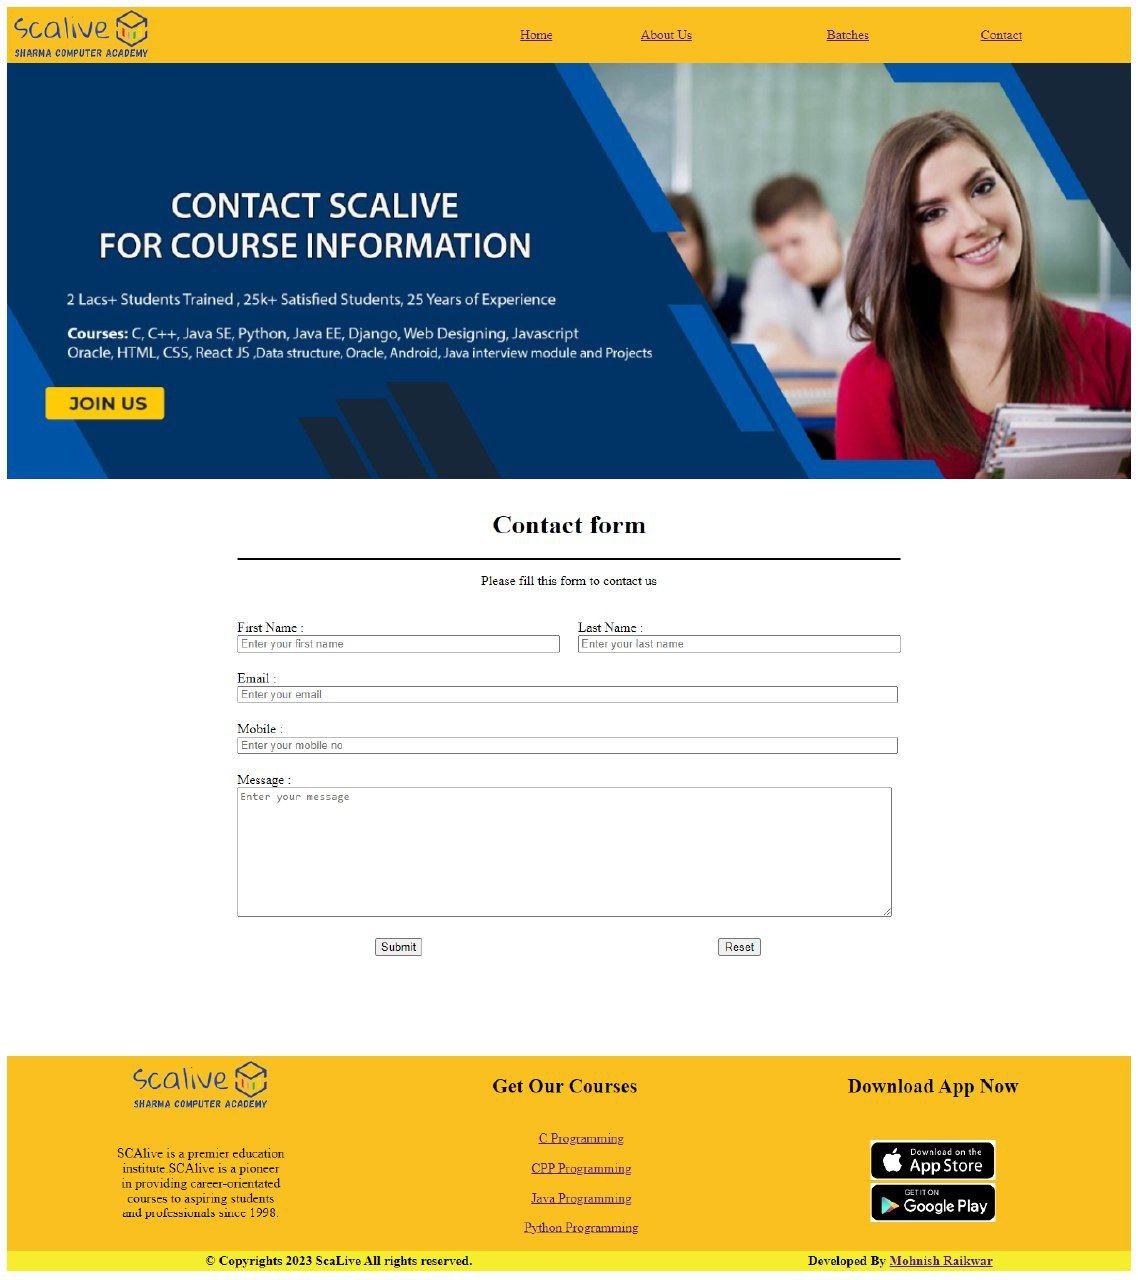 scalive
SHARMA COMPUTER ACADEMY
Home
About Us
Batches
Contact
CONTACT SCALIVE
FOR COURSE INFORMATION
2 Lacs+ Students Trained , 25k+ Satisfied Students, 25 Years of Experience
Courses: C, C++, Java SE, Python, Java EE, Django, Web Designing, Javascript
Oracle, HTML, CSS, React JS ,Data structure, Oracle, Android, Java interview module and Projects
JOIN US
Contact form
Please fill this form to contact us
First Name :
Enter your first name
Last Name :
Enter your last name
Email :
Enter your email
Mobile :
Enter your mobile no
Message :
Enter your message
Submit
Reset
scalive
SHARMA COMPUTER ACADEMY
SCAlive is a premier education
institute.SCAlive is a pioneer
in providing career-orientated
courses to aspiring students
and professionals since 1998.
Get Our Courses
C Programming
CPP Programming
Java Programming
Python Programming
Download App Now
Download on the
App Store
GET IT ON
Google Play
© Copyrights 2023 ScaLive All rights reserved.
Developed By Mohnish Raikwar